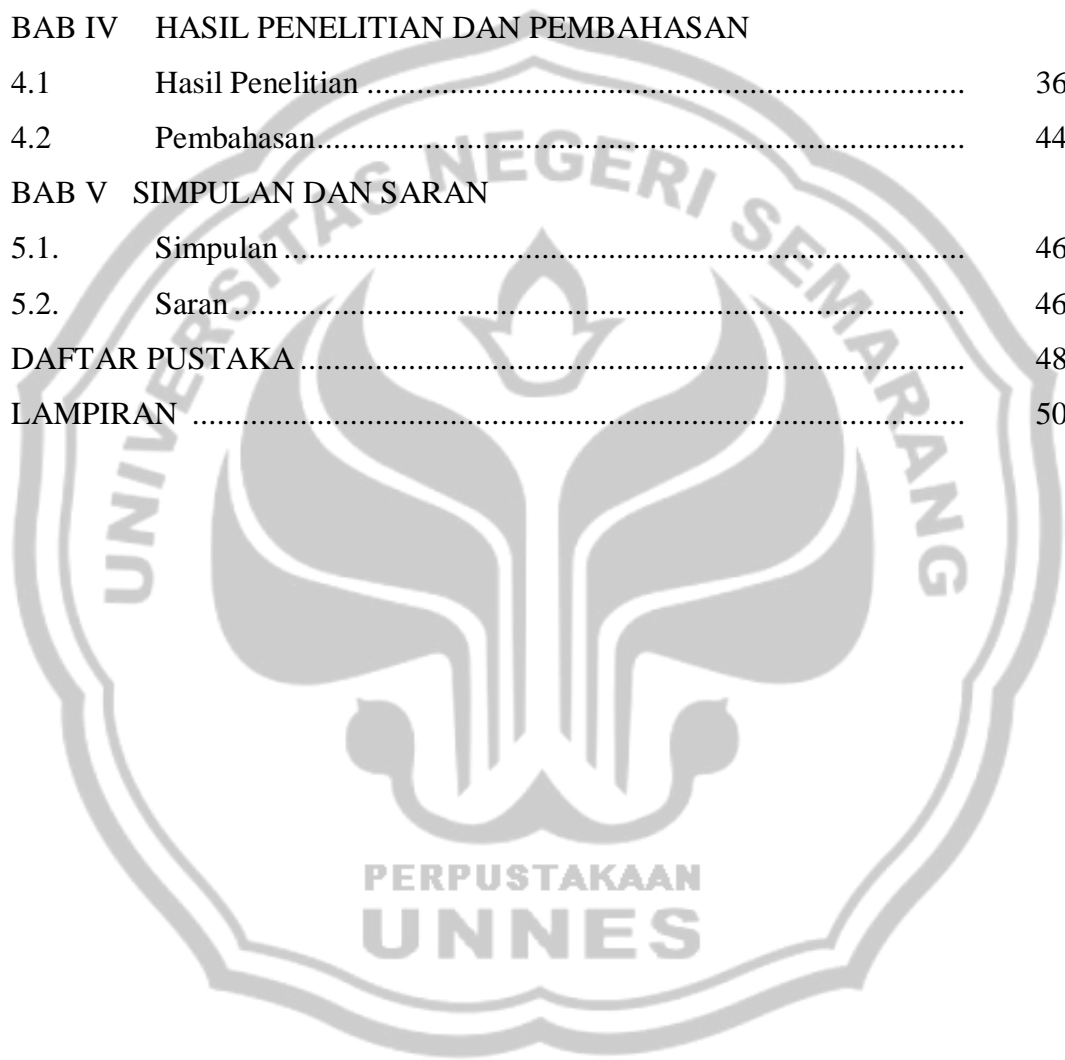 BAB IV HASIL PENELITIAN DAN PEMBAHASAN
4.1 Hasil Penelitian ........................................................................ 36
4.2 Pembahasan.............................................................................. 44
BAB V SIMPULAN DAN SARAN
5.1. Simpulan .................................................................................. 46
5.2. Saran ........................................................................................ 46
DAFTAR PUSTAKA ................................................................................ 48
LAMPIRAN ............................................................................................. 50
UNIVERSITAS NEGERI SEMARANG
PERPUSTAKAAN
UNNES